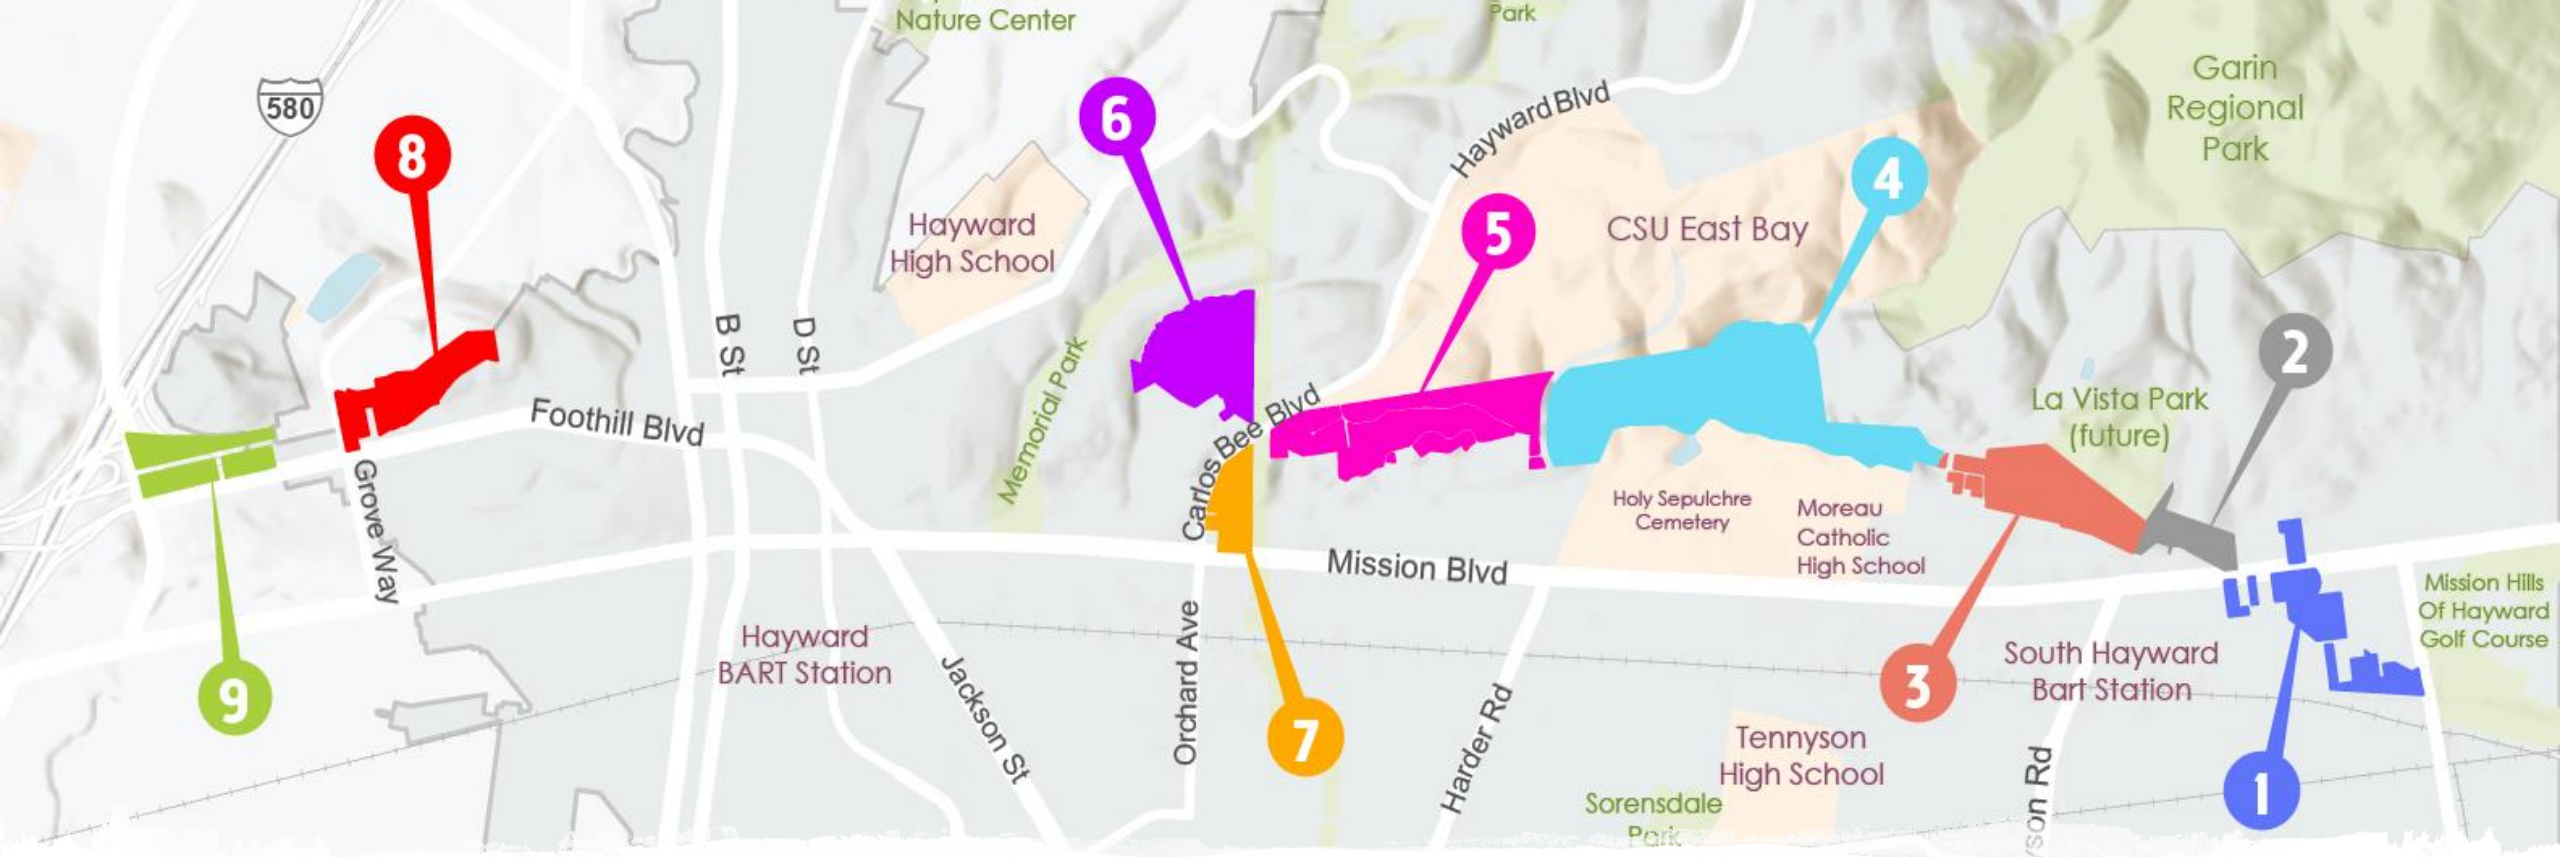 Nature Center
Park
580
8
6
Hayward Blvd
Garin
Regional
Park
4
5
CSU East Bay
Hayward
High School
B St
D St
2
Memorial Park
La Vista Park
(future)
Foothill Blvd
Carlos Bee Blvd
Grove Way
Holy Sepulchre
Cemetery
Moreau
Catholic
High School
Mission Blvd
Mission Hills
Of Hayward
Golf Course
Hayward
BART Station
Orchard Ave
Jackson St
Harder Rd
South Hayward
Bart Station
3
9
7
Tennyson
High School
1
Sorensdale
Park
son Rd